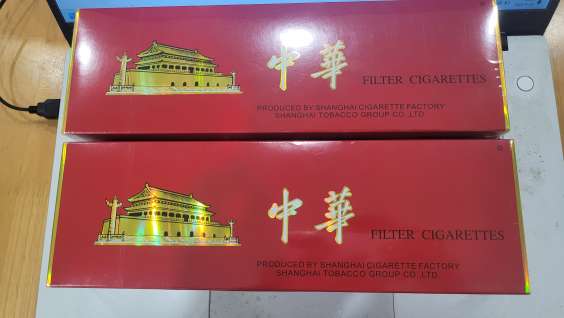 中華
FILTER CIGARETTES
PRODUCED BY SHANGHAI CIGARETTE FACTORY
SHANGHAI TOBACCO GROUP CO.,LTD.
中華
FILTER CIGARETTES
PRODUCED BY SHANGHAI CIGARETTE FACTORY
SHANGHAI TOBACCO GROUP CO.,LTD.